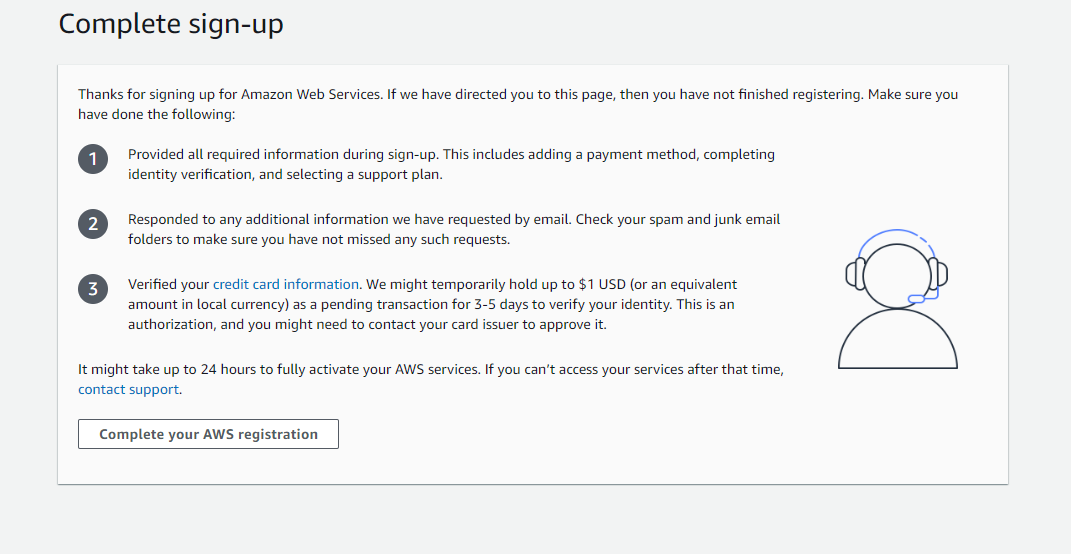 Complete sign-up
Thanks for signing up for Amazon Web Services. If we have directed you to this page, then you have not finished registering. Make sure you
have done the following:
1
Provided all required information during sign-up. This includes adding a payment method, completing
identity verification, and selecting a support plan.
2
Responded to any additional information we have requested by email. Check your spam and junk email
folders to make sure you have not missed any such requests.
3
Verified your credit card information. We might temporarily hold up to $1 USD (or an equivalent
amount in local currency) as a pending transaction for 3-5 days to verify your identity. This is an
authorization, and you might need to contact your card issuer to approve it.
It might take up to 24 hours to fully activate your AWS services. If you can't access your services after that time,
contact support.
Complete your AWS registration